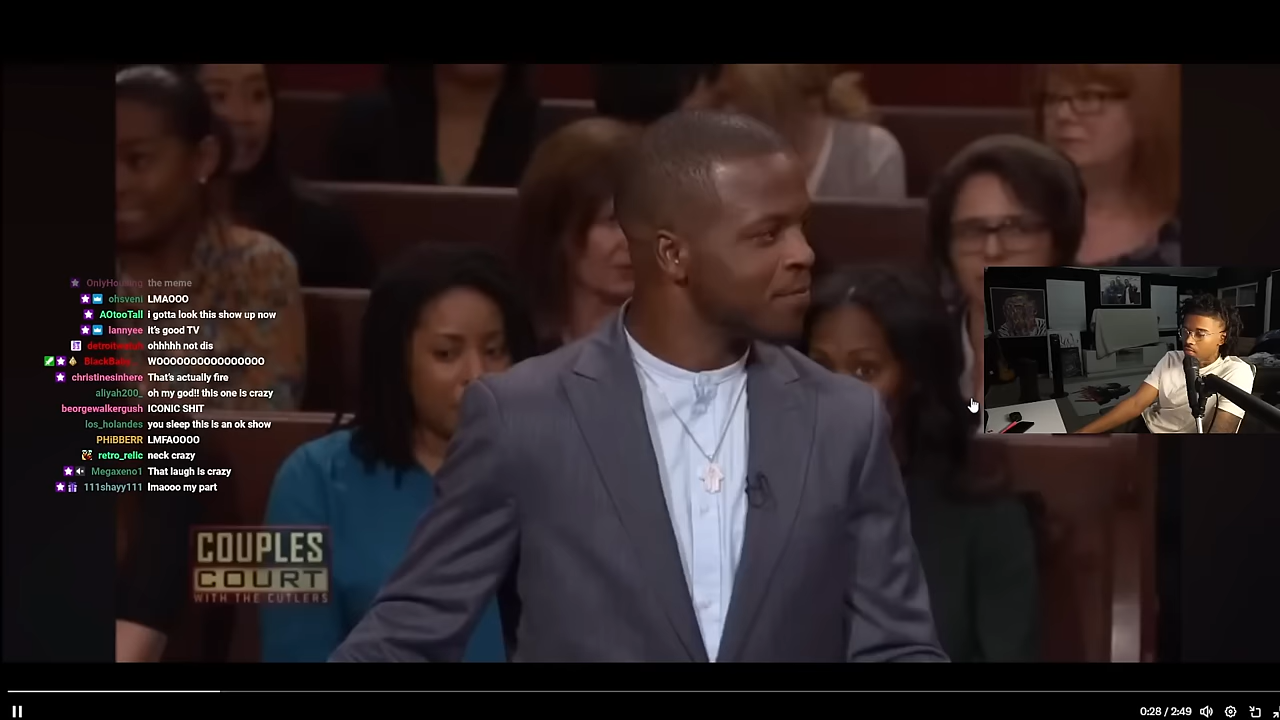 the meme
ohsveni LMAOOO
AOtooTall i gotta look this show up now
lannyee it's good TV
ohhhhh not dis
WOOOOOOOOOOOOOOO
christinesinhere That's actually fire
aliyah200_ oh my god!! this one is crazy
beorgewalkergush ICONIC SHIT
los_holandes you sleep this is an ok show
PHiBBERR LMFAOOOO
retro_relic neck crazy
Megaxeno1 That laugh is crazy
111shayy111 lmaooo my part
COUPLES
COURT
WITH THE CUTLERS
0:28 / 2:49